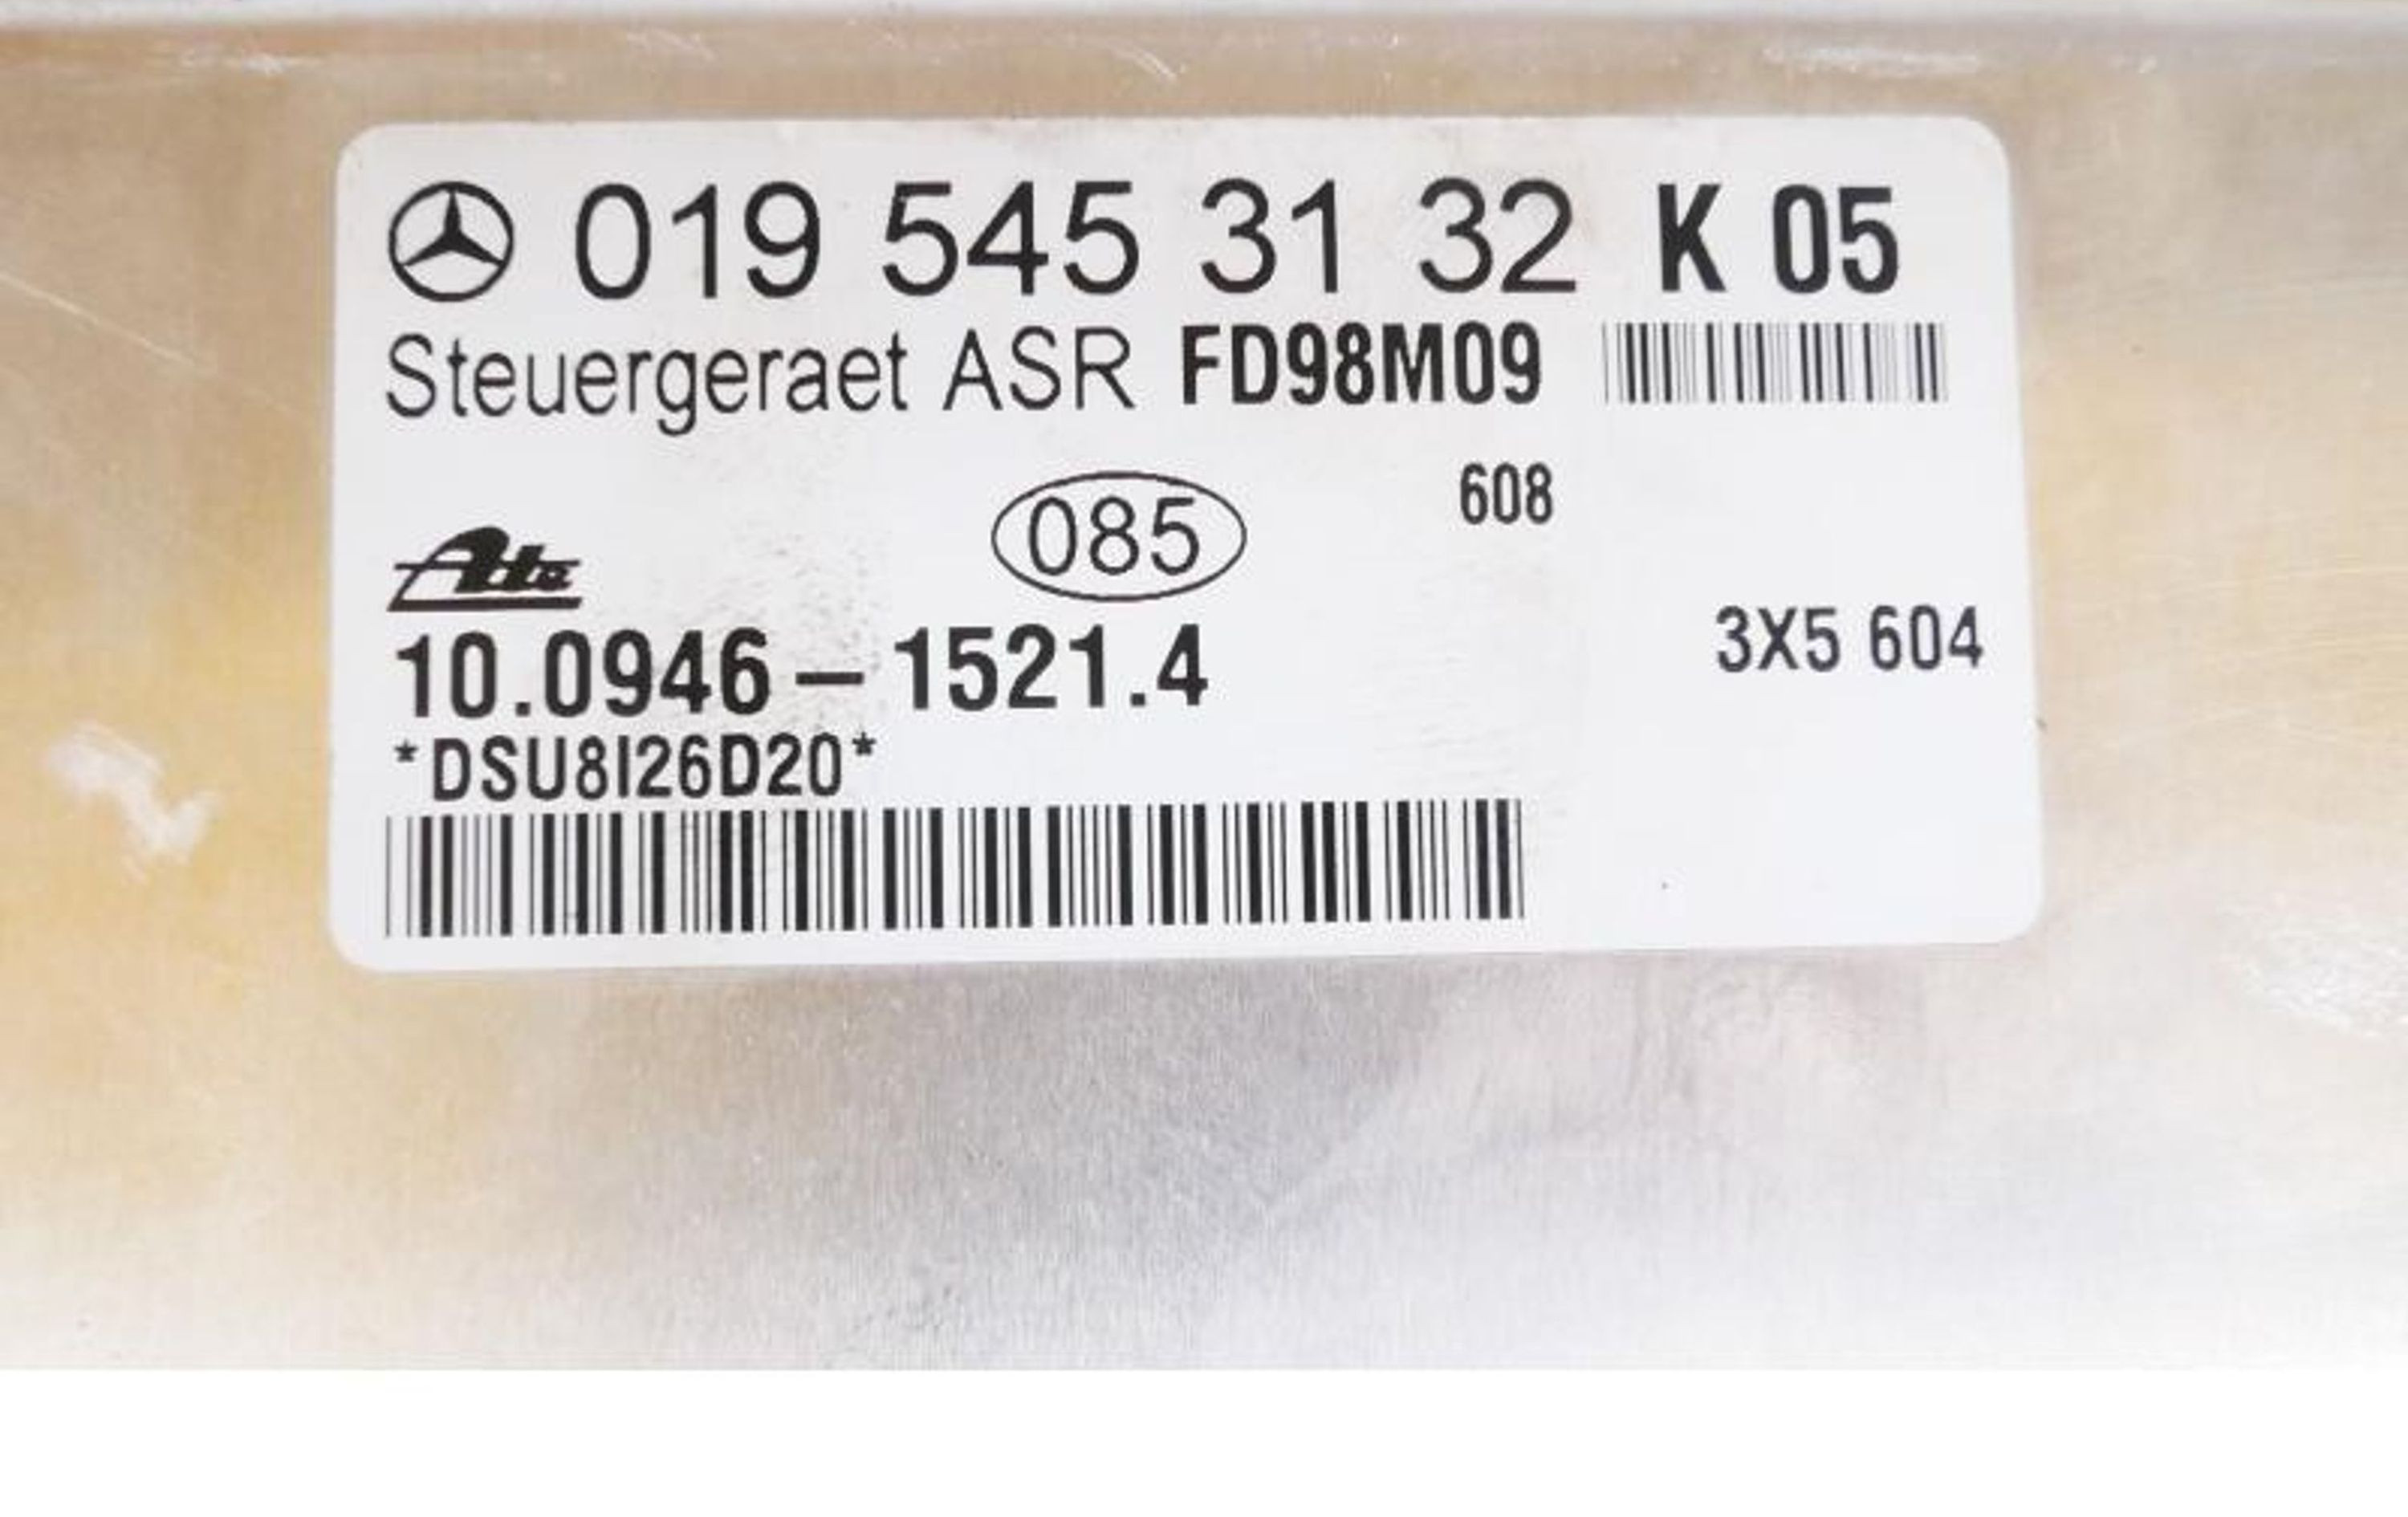 019 545 31 32 K 05
Steuergeraet ASR FD98M09
085 608
Ate
3X5 604
10.0946-1521.4
*DSU8I26D20*